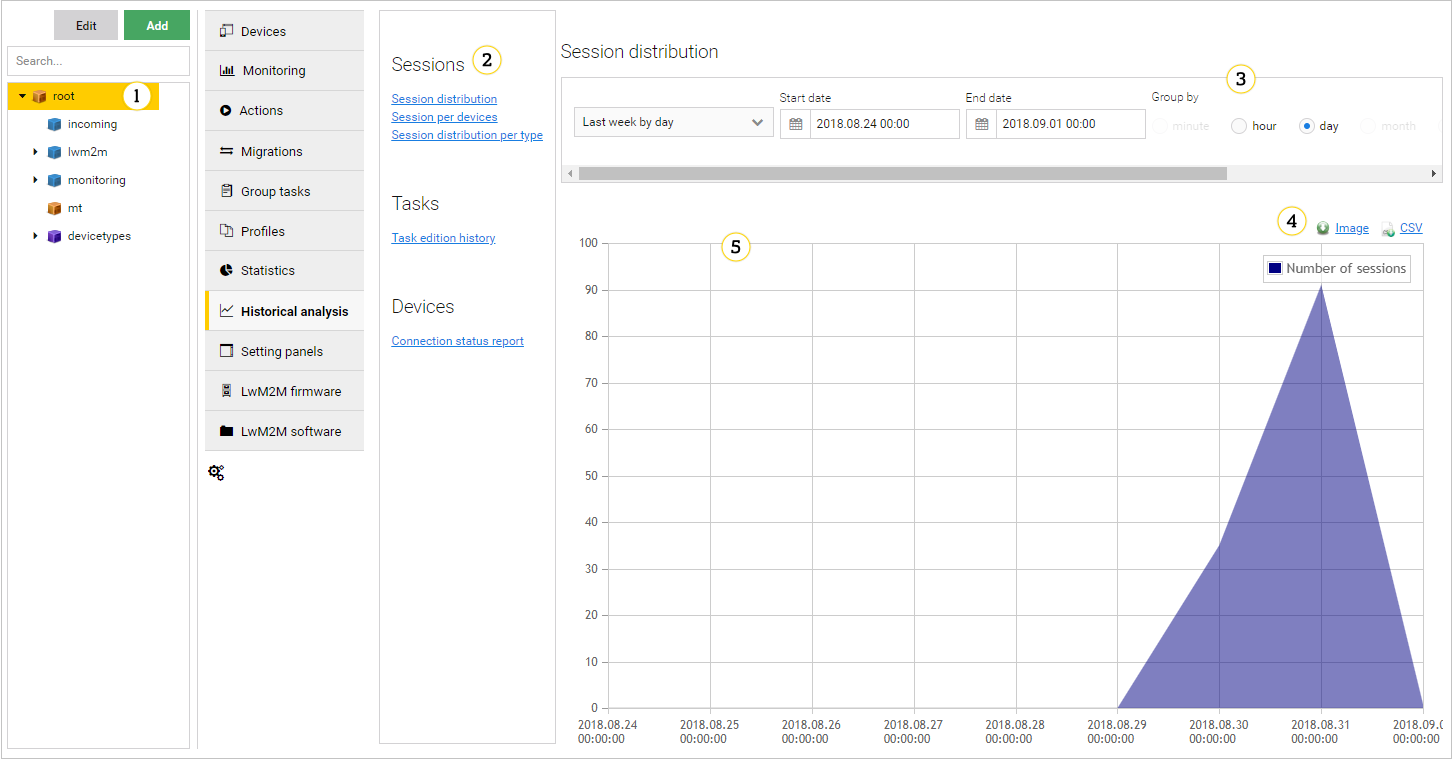 Edit
Add
Search...
root
1
incoming
lwm2m
monitoring
mt
devicetypes
Devices
Monitoring
Actions
Migrations
Group tasks
Profiles
Statistics
Historical analysis
Setting panels
LwM2M firmware
LwM2M software
Sessions
2
Session distribution
Session per devices
Session distribution per type
Tasks
Task edition history
Devices
Connection status report
Session distribution
3
Last week by day
Start date
2018.08.24 00:00
End date
2018.09.01 00:00
Group by
minute
hour
day
month
4
Image
CSV
5
Number of sessions
100
90
80
70
60
50
40
30
20
10
0
2018.08.24
00:00:00
2018.08.25
00:00:00
2018.08.26
00:00:00
2018.08.27
00:00:00
2018.08.28
00:00:00
2018.08.29
00:00:00
2018.08.30
00:00:00
2018.08.31
00:00:00
2018.09.0
00:00:00